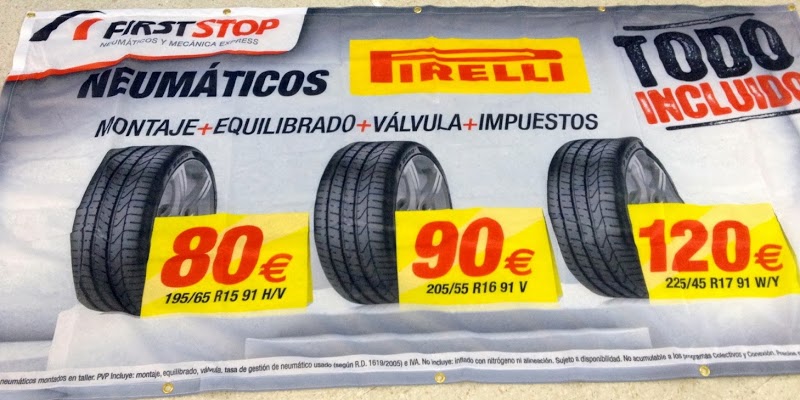 FIRSTSTOP
NEUMÁTICOS Y MECÁNICA EXPRESS
NEUMÁTICOS
PIRELLI
TODO
INCLUIDO
MONTAJE+EQUILIBRADO+VÁLVULA+IMPUESTOS
80€
195/65 R15 91 H/V
90€
205/55 R16 91 V
120€
225/45 R17 91 W/Y
neumáticos montados en taller. PVP Incluye: montaje, equilibrado, válvula, tasa de gestión de neumático usado (según R.D. 1619/2005) e IVA. No incluye: inflado con nitrógeno ni alineación. Sujeto a disponibilidad. No acumulable a los programas Colectivos y Conexión. Precios